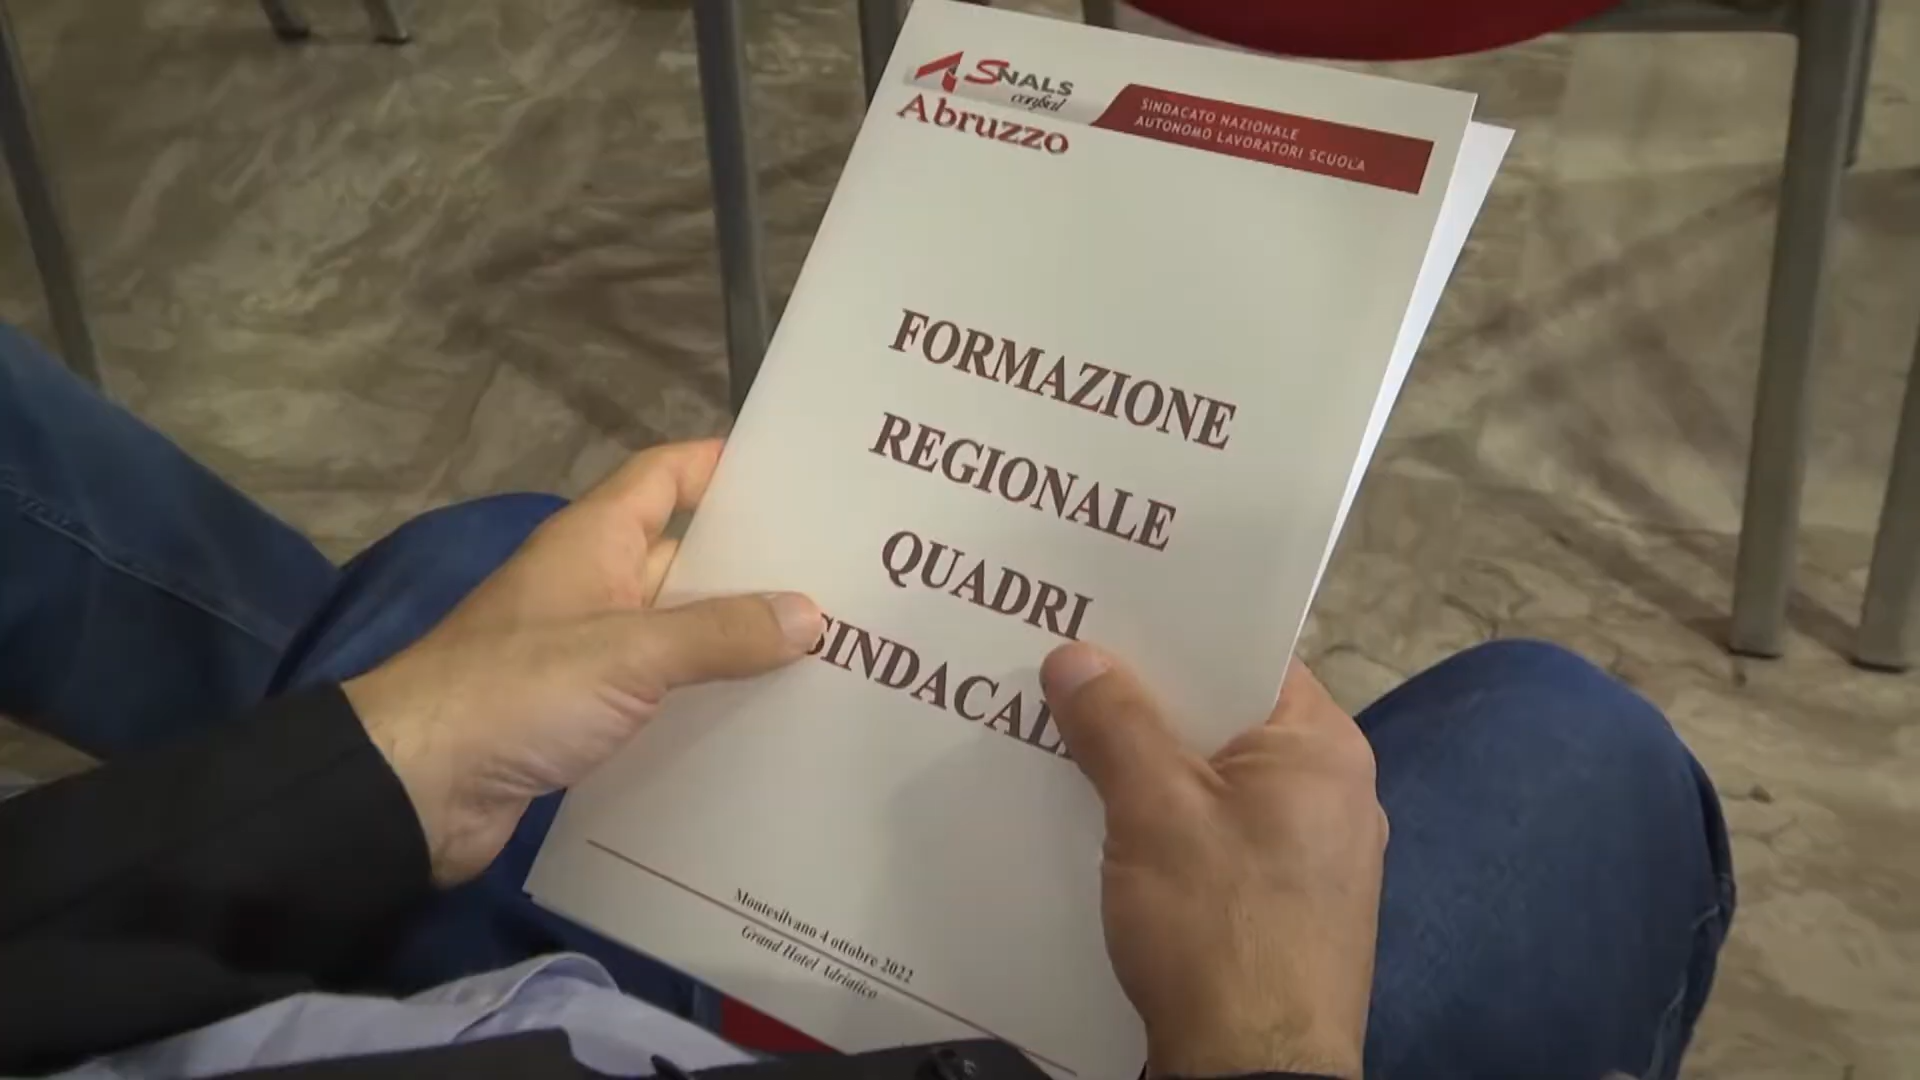 SNALS
confsal
Abruzzo
SINDACATO NAZIONALE
AUTONOMO LAVORATORI SCUOLA
FORMAZIONE
REGIONALE
QUADRI
SINDACALI
Montesilvano 4 ottobre 2022
Grand Hotel Adriatico